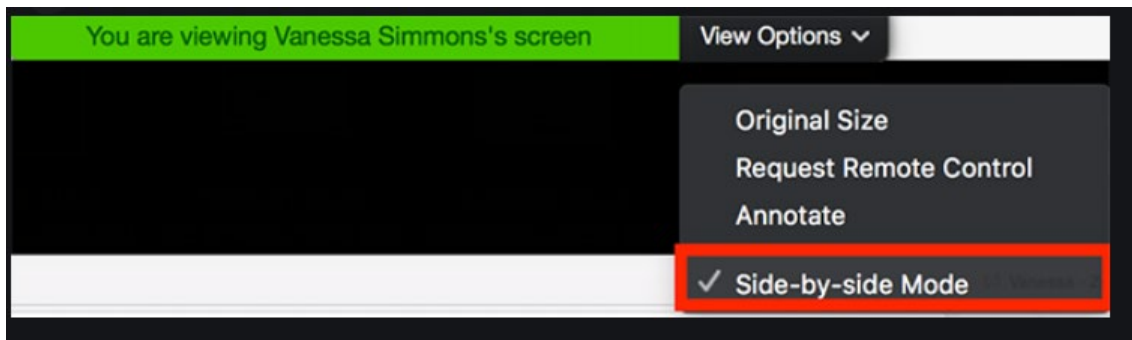 You are viewing Vanessa Simmons's screen View Options
Original Size
Request Remote Control
Annotate
✓ Side-by-side Mode